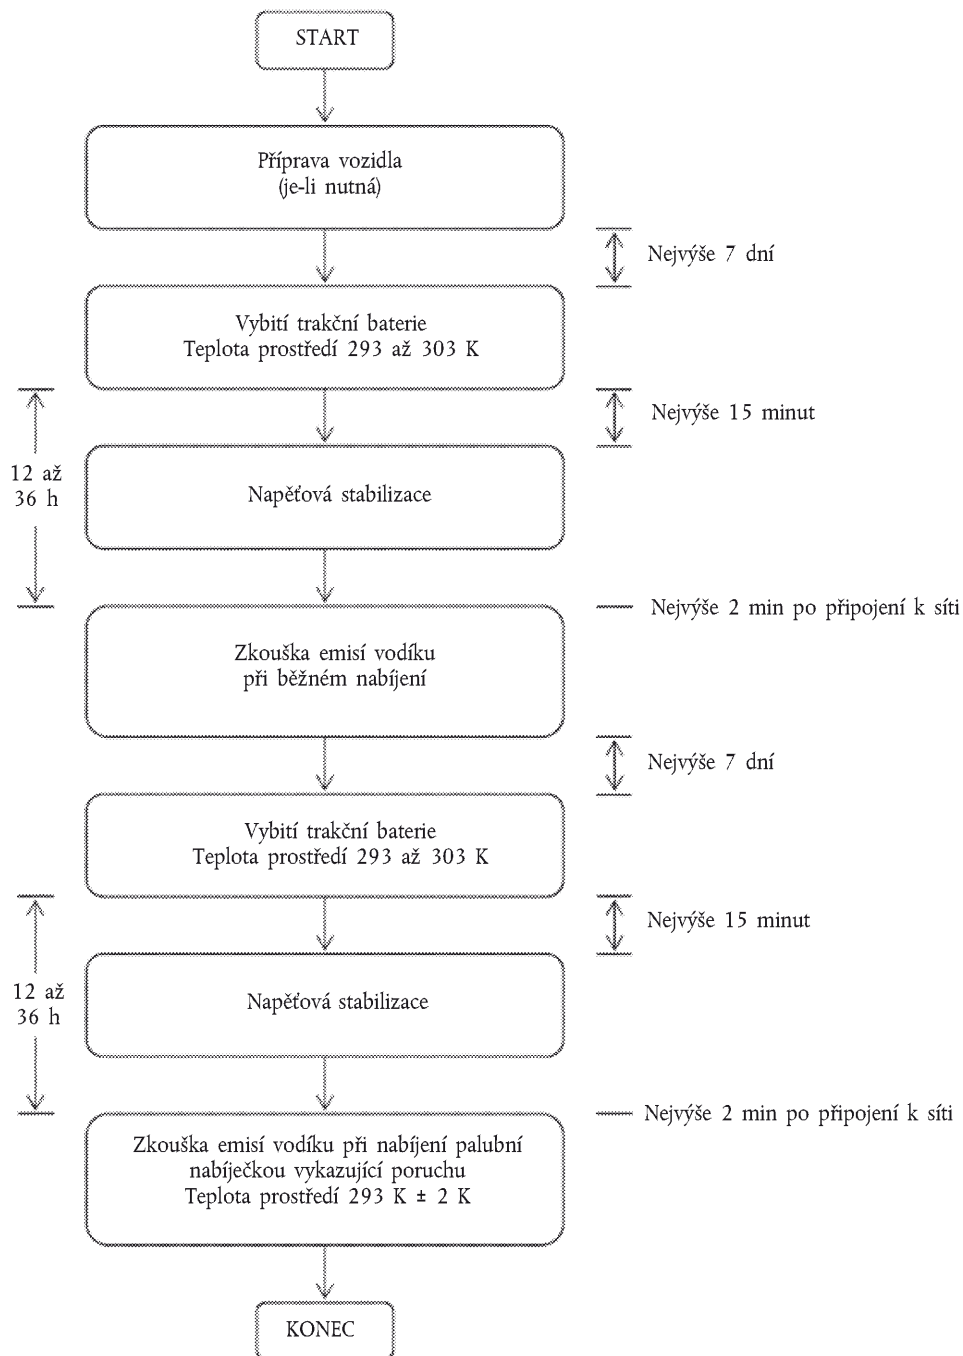 START
Příprava vozidla
(je-li nutná)
Nejvýše 7 dní
Vybití trakční baterie
Teplota prostředí 293 až 303 K
Nejvýše 15 minut
12 až
36 h
Napěťová stabilizace
Nejvýše 2 min po připojení k síti
Zkouška emisí vodíku
při běžném nabíjení
Nejvýše 7 dní
Vybití trakční baterie
Teplota prostředí 293 až 303 K
Nejvýše 15 minut
12 až
36 h
Napěťová stabilizace
Nejvýše 2 min po připojení k síti
Zkouška emisí vodíku při nabíjení palubní
nabíječkou vykazující poruchu
Teplota prostředí 293 K ± 2 K
KONEC